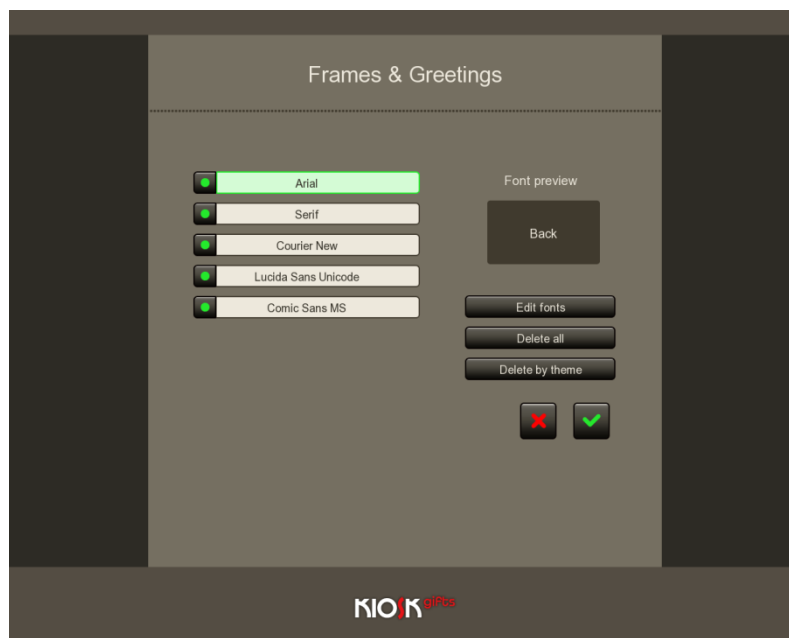 Frames & Greetings
Arial
Serif
Courier New
Lucida Sans Unicode
Comic Sans MS
Font preview
Back
Edit fonts
Delete all
Delete by theme
KIOSK giFts